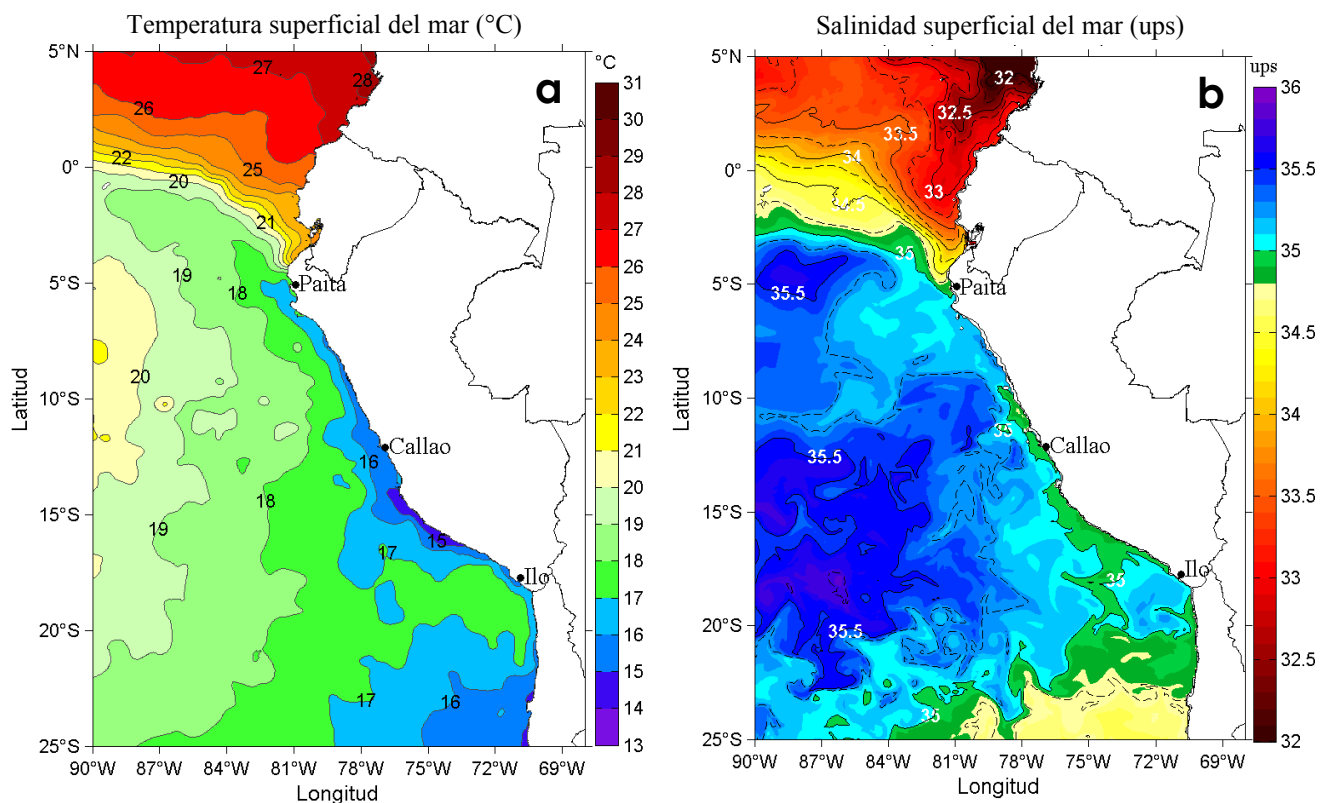 Temperatura superficial del mar (°C)
Salinidad superficial del mar (ups)
a
b
°C
ups
5°N
0°
5°S
10°S
15°S
20°S
25°S
Latitud
90°W 87°W 84°W 81°W 78°W 75°W 72°W 69°W
Longitud
27
28
26
25
22
20
21
19
18
Paita
20
Callao
16
18
19
15
17
Ilo
17
16
31
30
29
28
27
26
25
24
23
22
21
20
19
18
17
16
15
14
13
5°N
0°
5°S
10°S
15°S
20°S
25°S
Latitud
90°W 87°W 84°W 81°W 78°W 75°W 72°W 69°W
Longitud
32
32.5
33.5
34
33
34.5
35
Paita
35.5
35
Callao
35.5
Ilo
35
35.5
35
36
35.5
35
34.5
34
33.5
33
32.5
32